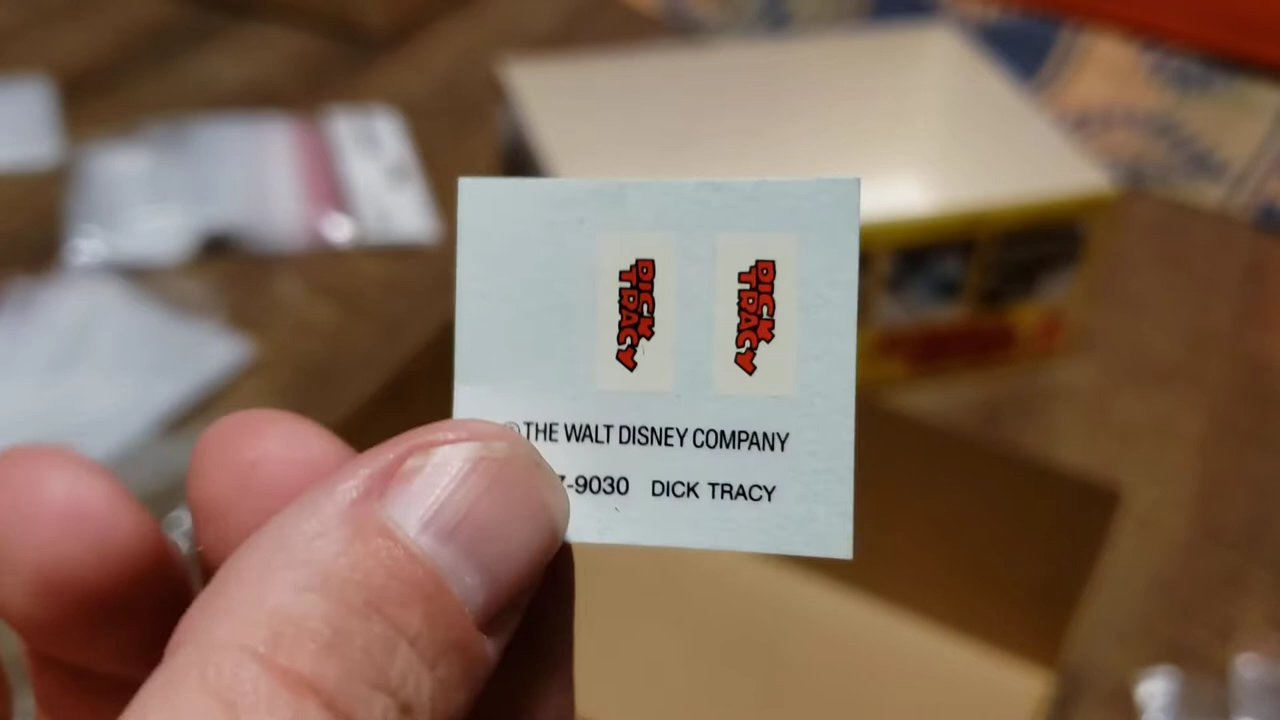 DICK
TRACY
DICK
TRACY
© THE WALT DISNEY COMPANY
-9030 DICK TRACY